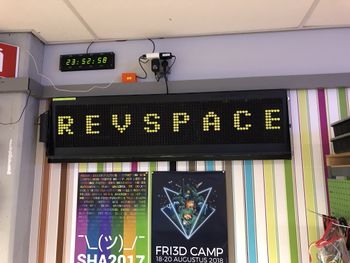 23:52:58
REVSPACE
¯\_(ツ)_/¯
SHA2017
FRI3D CAMP
18-20 AUGUSTUS 2018